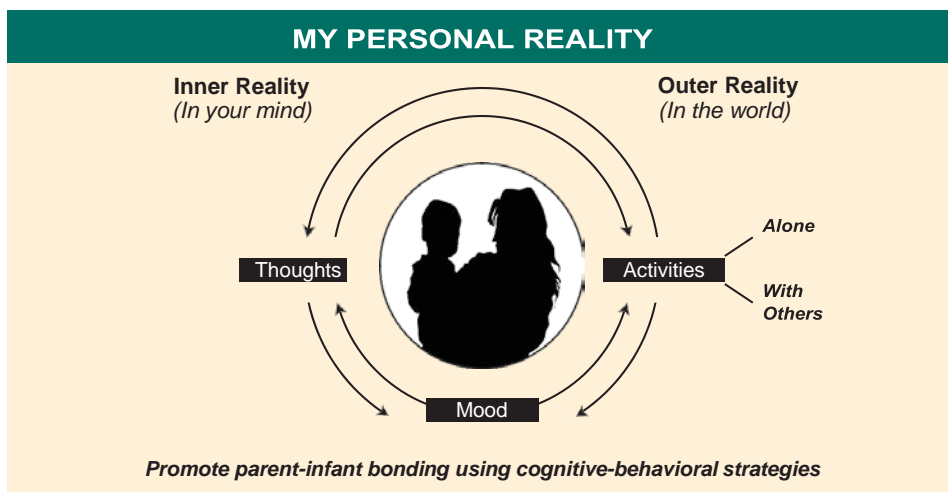 MY PERSONAL REALITY
Inner Reality
(In your mind)
Outer Reality
(In the world)
Thoughts
Activities
Alone
With
Others
Mood
Promote parent-infant bonding using cognitive-behavioral strategies